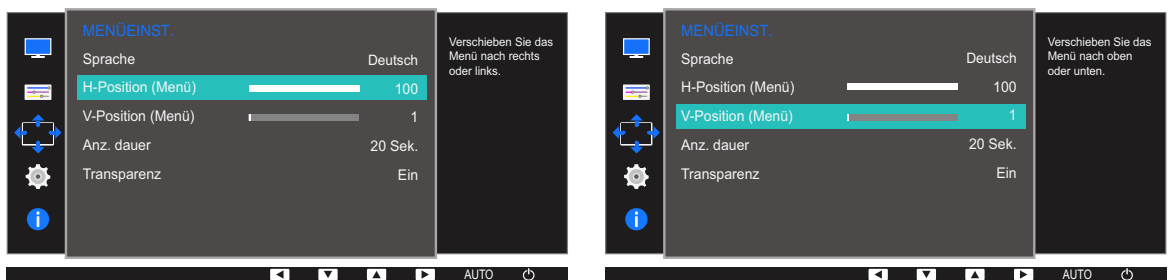 MENÜEINST.
Sprache Deutsch
H-Position (Menü) 100
V-Position (Menü) 1
Anz. dauer 20 Sek.
Transparenz Ein
Verschieben Sie das
Menü nach rechts
oder links.
AUTO
MENÜEINST.
Sprache Deutsch
H-Position (Menü) 100
V-Position (Menü) 1
Anz. dauer 20 Sek.
Transparenz Ein
Verschieben Sie das
Menü nach oben
oder unten.
AUTO